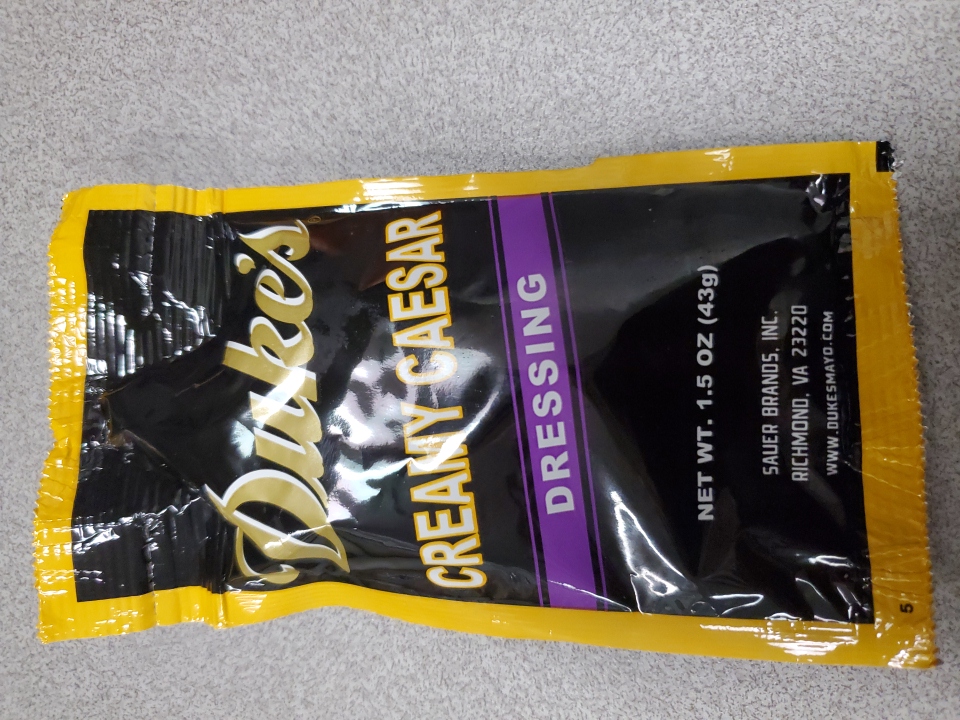 Duke's®
CREAMY CAESAR
DRESSING
NET WT. 1.5 OZ (43g)
SAUER BRANDS, INC.
RICHMOND, VA 23220
WWW.DUKESMAYO.COM
5